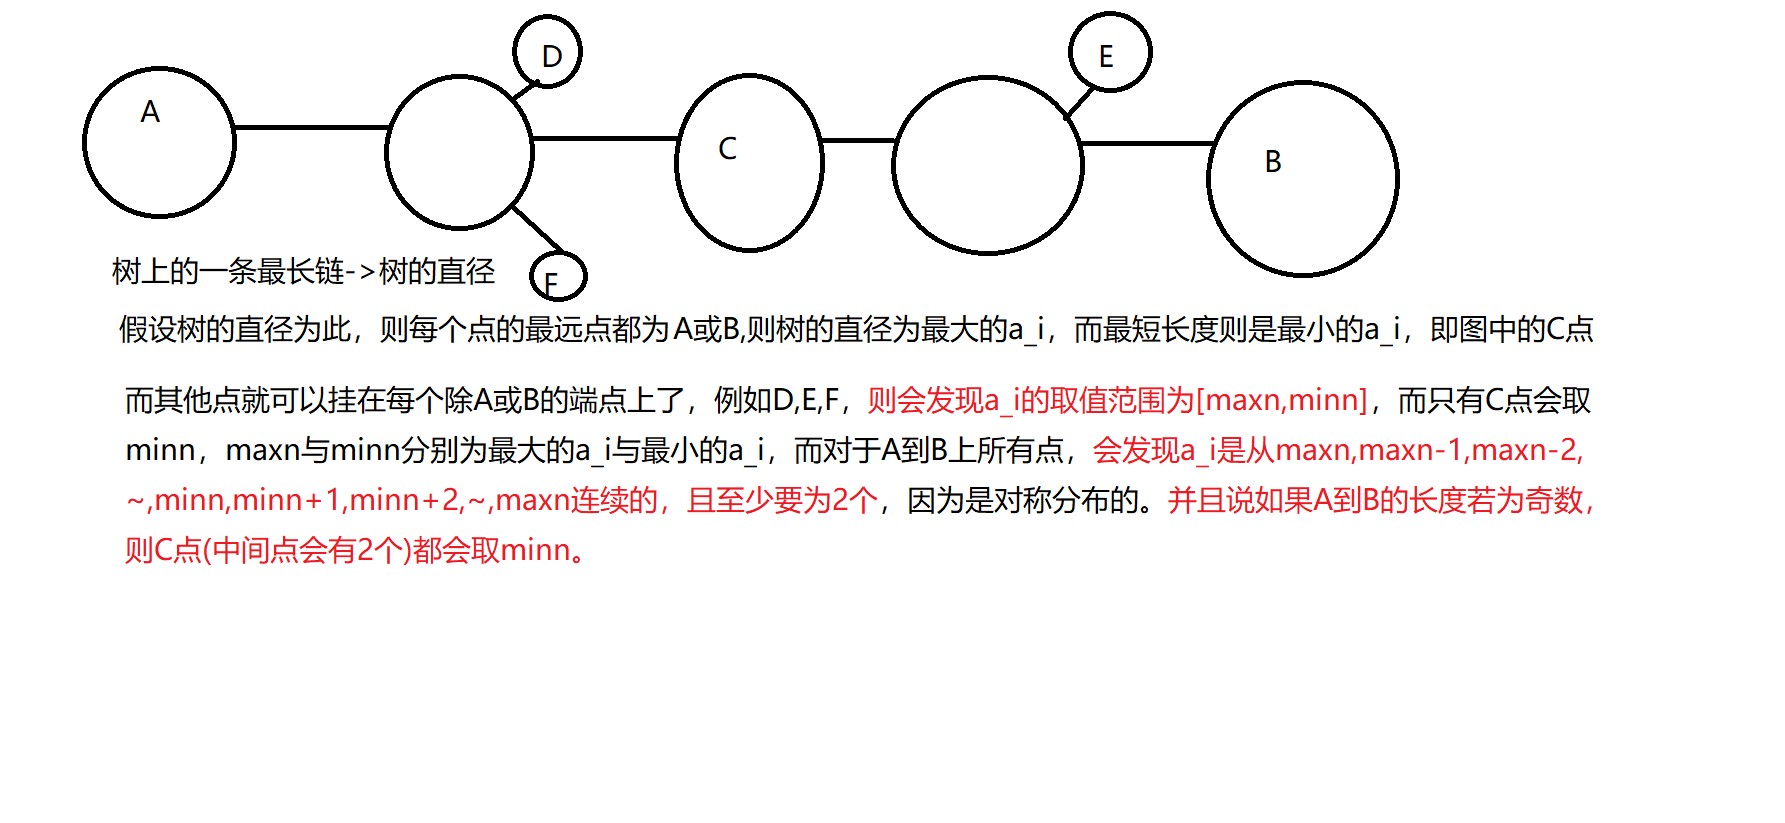 D
E
A
C
B
F
树上的一条最长链->树的直径
假设树的直径为此，则每个点的最远点都为A或B,则树的直径为最大的a_i，而最短长度则是最小的a_i，即图中的C点
而其他点就可以挂在每个除A或B的端点上了，例如D,E,F，则会发现a_i的取值范围为[maxn,minn]，而只有C点会取
minn，maxn与minn分别为最大的a_i与最小的a_i，而对于A到B上所有点，会发现a_i是从maxn,maxn-1,maxn-2,
~,minn,minn+1,minn+2,~,maxn连续的，且至少要为2个，因为是对称分布的。并且说如果A到B的长度若为奇数，
则C点(中间点会有2个)都会取minn。